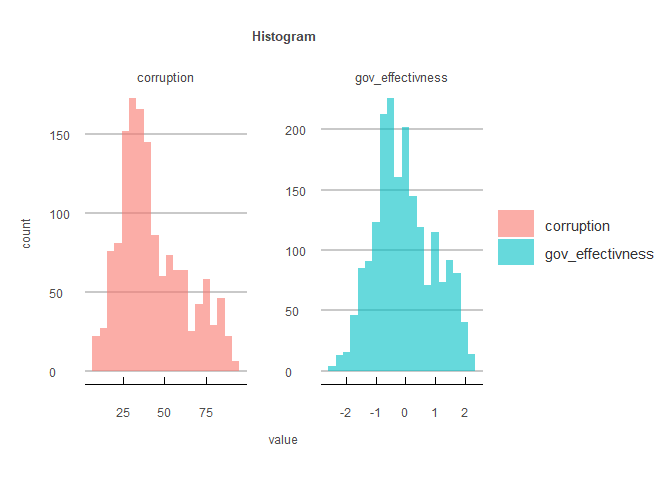 Histogram
corruption
gov_effectivness
count
150
100
50
0
25 50 75
200
150
100
50
0
-2 -1 0 1 2
value
corruption
gov_effectivness